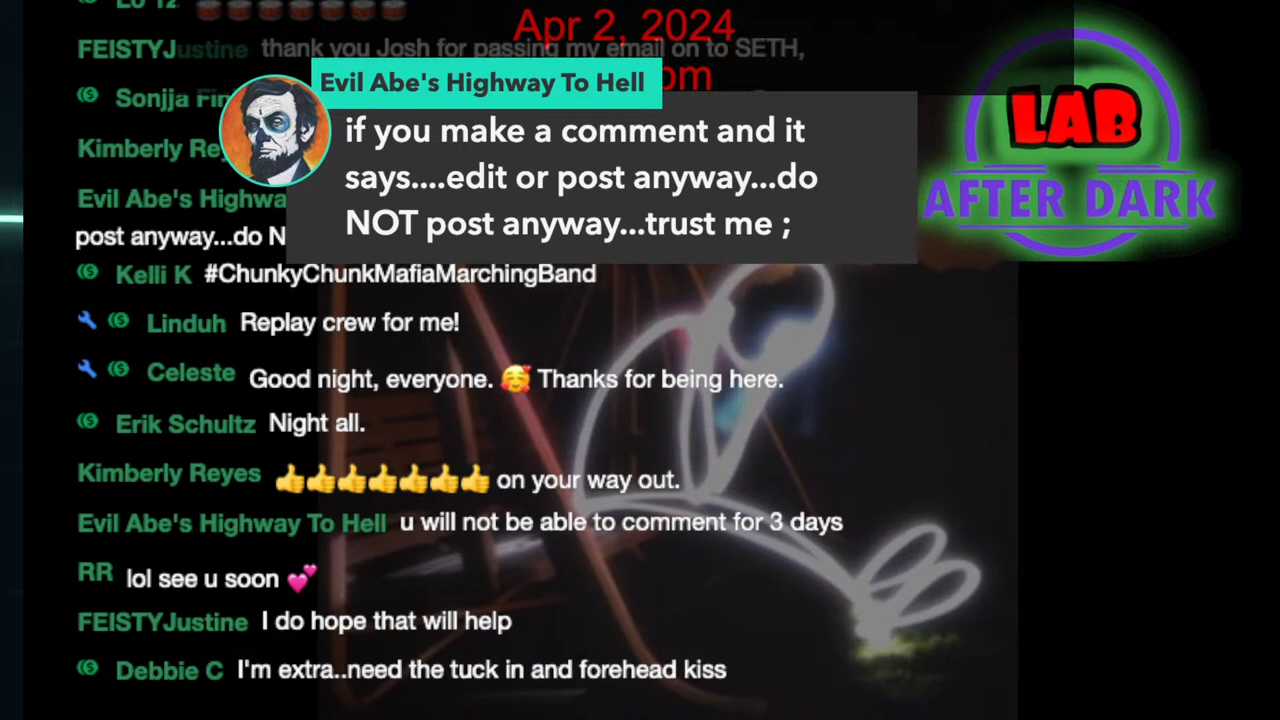 Lo 12
Apr 2, 2024
FEISTYJustine thank you Josh for passing my email on to SETH,
pm
Evil Abe's Highway To Hell
Sonjja
if you make a comment and it
says....edit or post anyway...do
NOT post anyway...trust me ;
LAB
AFTER DARK
Kimberly
Evil Abe's
post anyway...do
Kelli K #ChunkyChunkMafiaMarchingBand
Linduh Replay crew for me!
Celeste Good night, everyone. 🥰 Thanks for being here.
Erik Schultz Night all.
Kimberly Reyes 👍👍👍👍👍👍👍 on your way out.
Evil Abe's Highway To Hell u will not be able to comment for 3 days
RR lol see u soon 💕
FEISTYJustine I do hope that will help
Debbie C I'm extra..need the tuck in and forehead kiss